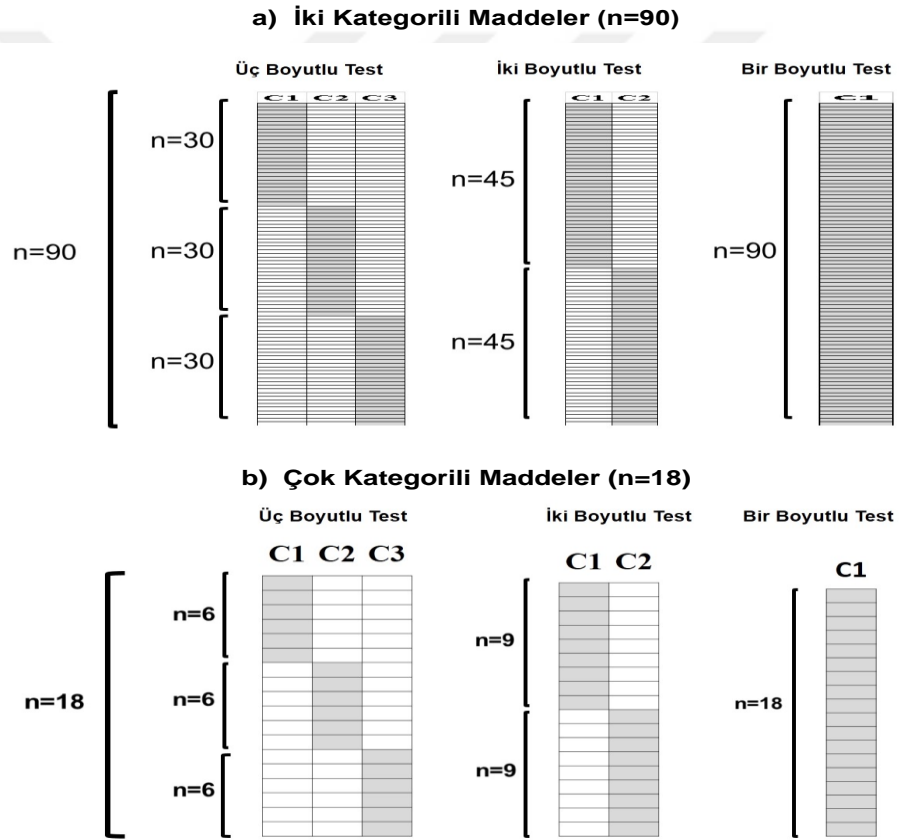 a) İki Kategorili Maddeler (n=90)
Üç Boyutlu Test
İki Boyutlu Test
Bir Boyutlu Test
C1 C2 C3
C1 C2
C1
n=90
n=30
n=30
n=30
n=45
n=45
n=90
b) Çok Kategorili Maddeler (n=18)
Üç Boyutlu Test
İki Boyutlu Test
Bir Boyutlu Test
C1 C2 C3
C1 C2
C1
n=18
n=6
n=6
n=6
n=9
n=9
n=18